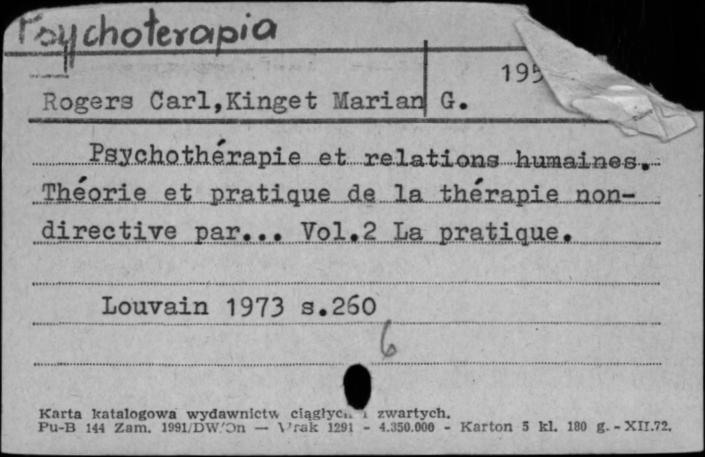 Psychoterapia
195
Rogers Carl,Kinget Marian G.
Psychothérapie et relations humaines.-
Théorie et pratique de la thérapie non-
directive par... Vol.2 La pratique.
Louvain 1973 s.260
6
Karta katalogowa wydawnictw ciągłych i zwartych.
Pu-B 144 Zam. 1991/DW/On — Wrak 1291 - 4.350.000 - Karton 5 kl. 180 g. - XII.72.